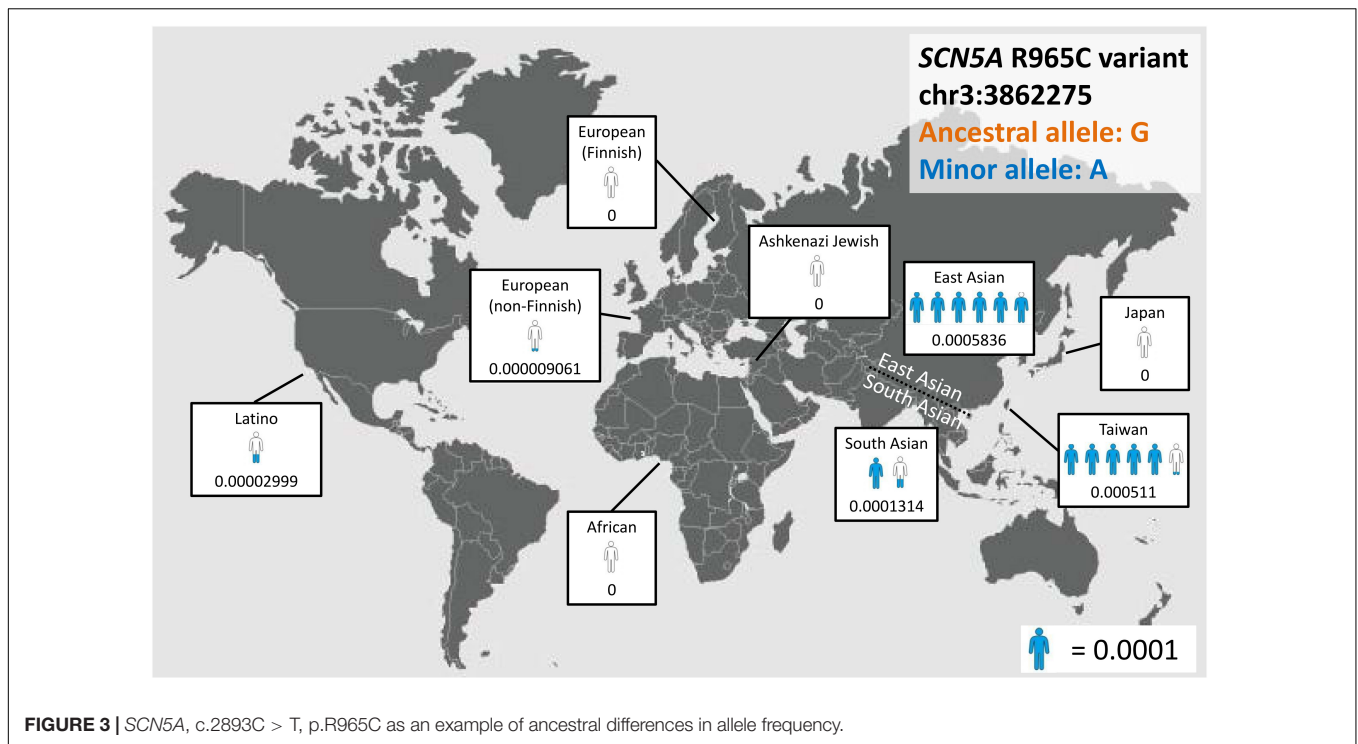 SCN5A R965C variant
chr3:3862275
Ancestral allele: G
Minor allele: A
European
(Finnish)
0
Ashkenazi Jewish
0
European
(non-Finnish)
0.000009061
East Asian
0.0005836
Japan
0
East Asian
South Asian
Latino
0.00002999
South Asian
0.0001314
Taiwan
0.000511
African
0
= 0.0001
FIGURE 3 | SCN5A, c.2893C > T, p.R965C as an example of ancestral differences in allele frequency.